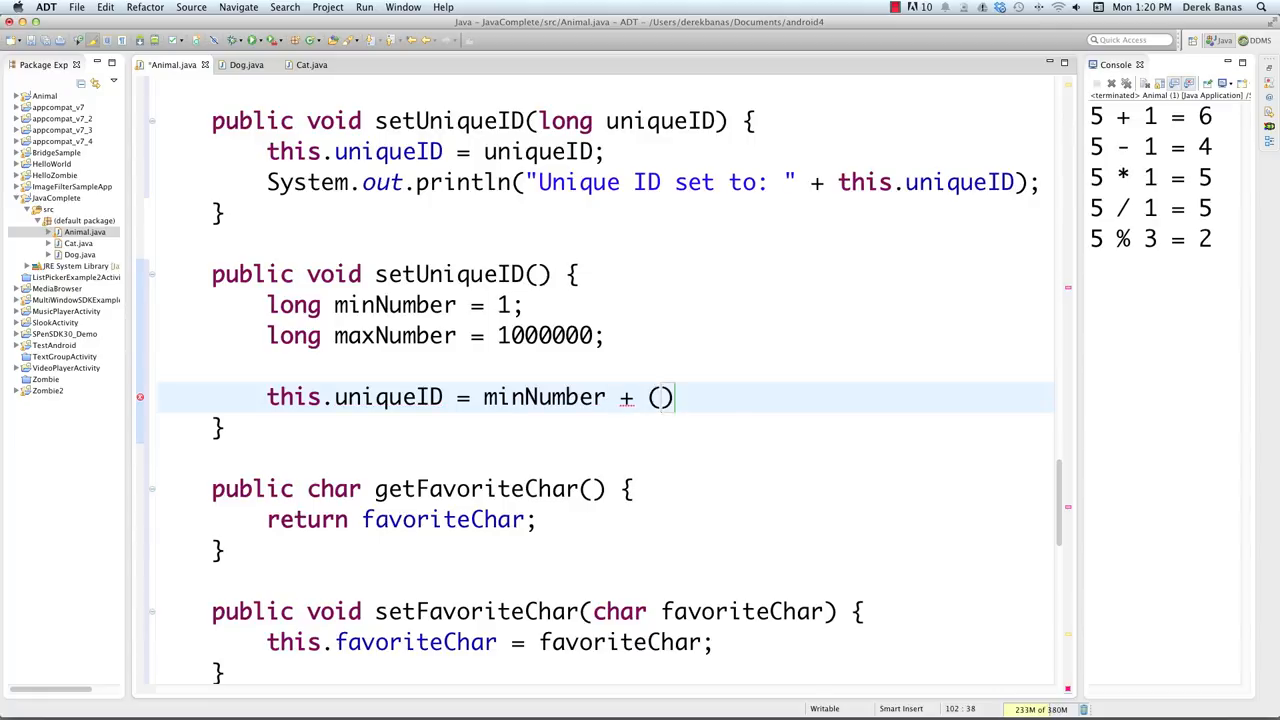 ADT File Edit Refactor Source Navigate Search Project Run Window Help 10 Mon 1:20 PM Derek Banas
Java - JavaComplete/src/Animal.java - ADT - /Users/derekbanas/Documents/android4
Quick Access Java DDMS
Package Exp
*Animal.java Dog.java Cat.java
Console
Animal
appcompat_v7
appcompat_v7_2
appcompat_v7_3
appcompat_v7_4
BridgeSample
HelloWorld
HelloZombie
ImageFilterSampleApp
JavaComplete
src
(default package)
Animal.java
Cat.java
Dog.java
JRE System Library [Ja
ListPickerExample2Activi
MediaBrowser
MultiWindowSDKExample
MusicPlayerActivity
SlookActivity
SPenSDK30_Demo
TestAndroid
TextGroupActivity
VideoPlayerActivity
Zombie
Zombie2
public void setUniqueID(long uniqueID) {
this.uniqueID = uniqueID;
System.out.println("Unique ID set to: " + this.uniqueID);
}
public void setUniqueID() {
long minNumber = 1;
long maxNumber = 1000000;
this.uniqueID = minNumber + ()
}
public char getFavoriteChar() {
return favoriteChar;
}
public void setFavoriteChar(char favoriteChar) {
this.favoriteChar = favoriteChar;
}
<terminated> Animal (1) [Java Application] /S
5 + 1 = 6
5 - 1 = 4
5 * 1 = 5
5 / 1 = 5
5 % 3 = 2
Writable Smart Insert 102 : 38 233M of 380M